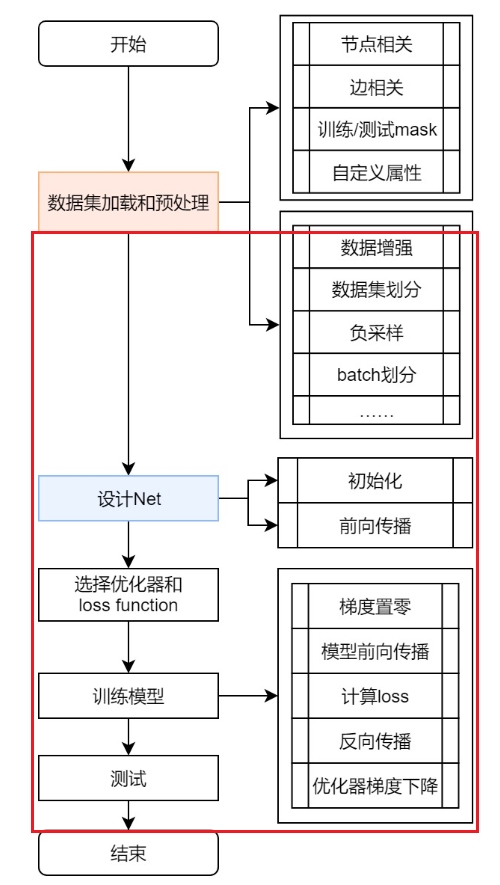 开始
节点相关
边相关
训练/测试mask
自定义属性
数据集加载和预处理
数据增强
数据集划分
负采样
batch划分
……
设计Net
初始化
前向传播
选择优化器和
loss function
梯度置零
模型前向传播
训练模型
计算loss
反向传播
测试
优化器梯度下降
结束